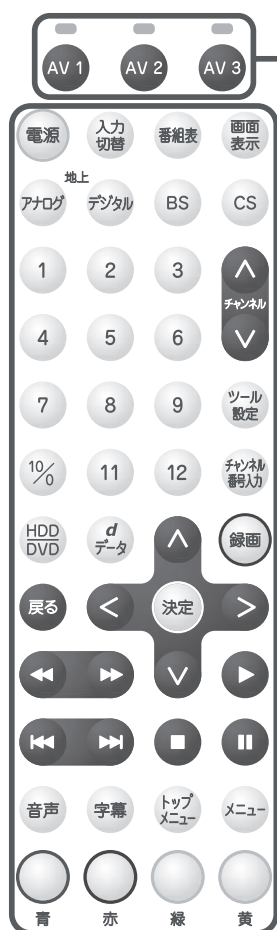 AV 1 AV 2 AV 3
電源 入力切替 番組表 画面表示
地上
アナログ デジタル BS CS
1 2 3
チャンネル
4 5 6
7 8 9 ツール設定
10/0 11 12 チャンネル番号入力
HDD/DVD dデータ 録画
戻る 決定
音声 字幕 トップメニュー メニュー
青 赤 緑 黄